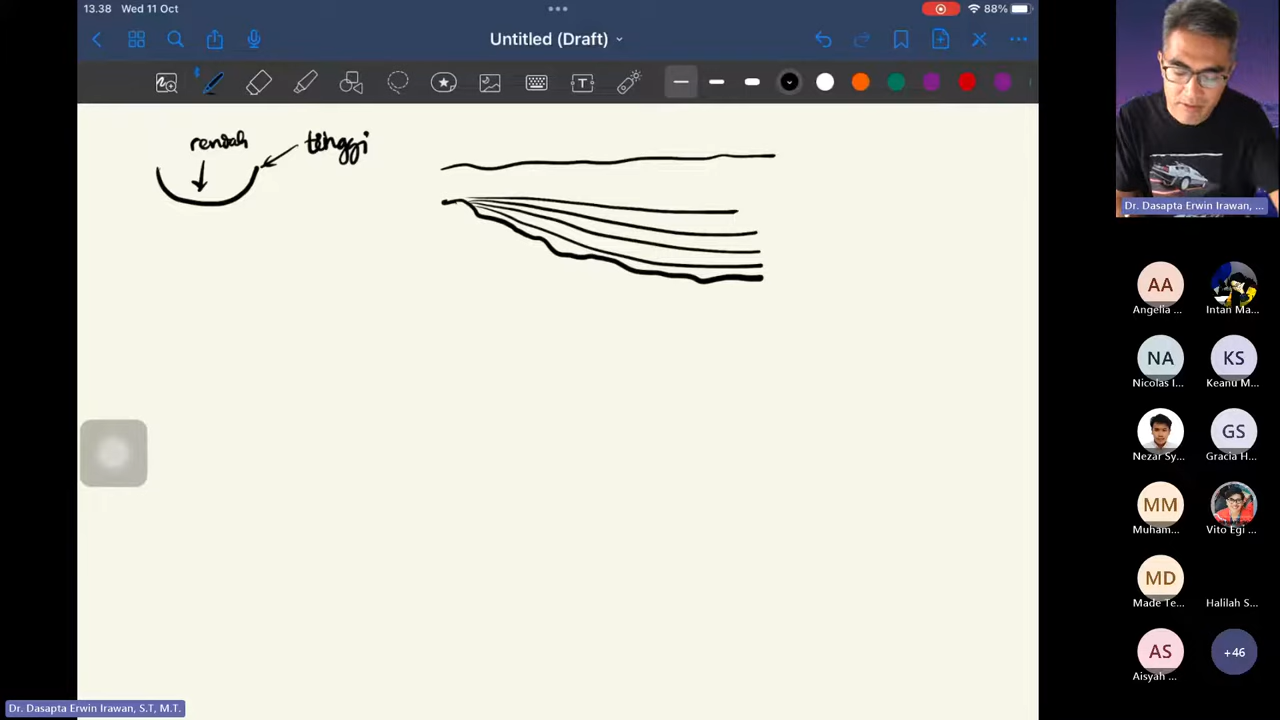 13.38 Wed 11 Oct
88%
Untitled (Draft)
T
rendah
tinggi
Dr. Dasapta Erwin Irawan, ...
AA
Angelia ...
Intan Ma...
NA
Nicolas I...
KS
Keanu M...
Nezar Sy...
GS
Gracia H...
MM
Muham...
Vito Egi ...
MD
Made Te...
Halilah S...
AS
Aisyah ...
+46
Dr. Dasapta Erwin Irawan, S.T, M.T.